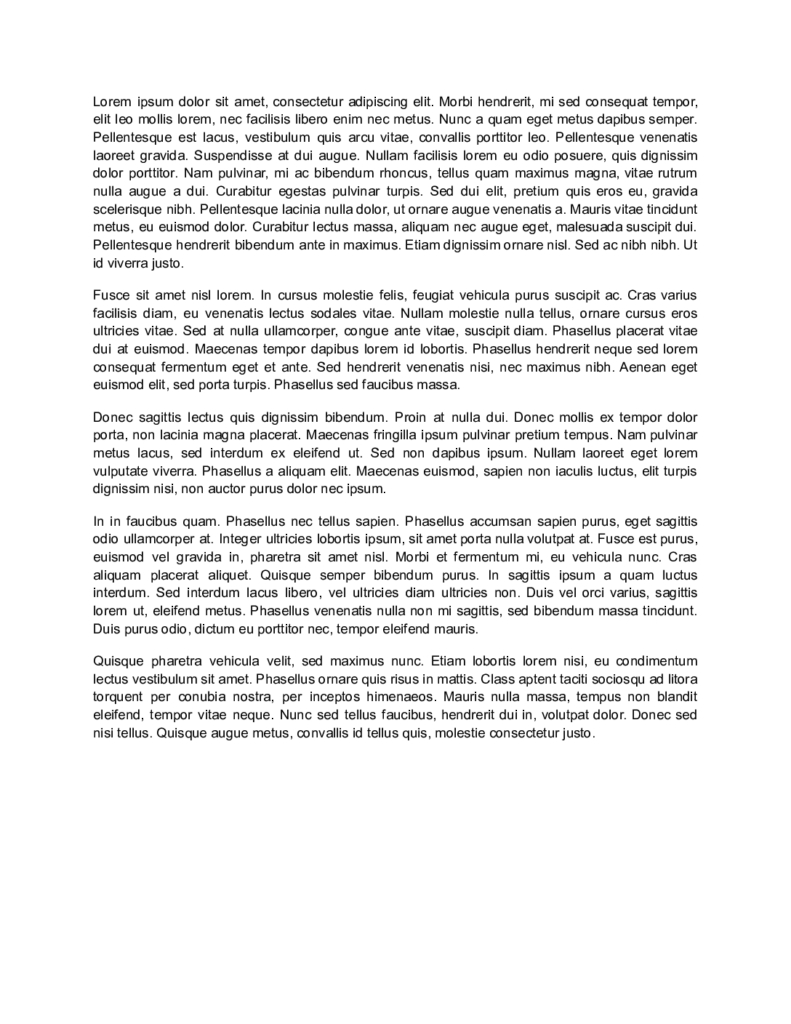 Lorem ipsum dolor sit amet, consectetur adipiscing elit. Morbi hendrerit, mi sed consequat tempor,
elit leo mollis lorem, nec facilisis libero enim nec metus. Nunc a quam eget metus dapibus semper.
Pellentesque est lacus, vestibulum quis arcu vitae, convallis porttitor leo. Pellentesque venenatis
laoreet gravida. Suspendisse at dui augue. Nullam facilisis lorem eu odio posuere, quis dignissim
dolor porttitor. Nam pulvinar, mi ac bibendum rhoncus, tellus quam maximus magna, vitae rutrum
nulla augue a dui. Curabitur egestas pulvinar turpis. Sed dui elit, pretium quis eros eu, gravida
scelerisque nibh. Pellentesque lacinia nulla dolor, ut ornare augue venenatis a. Mauris vitae tincidunt
metus, eu euismod dolor. Curabitur lectus massa, aliquam nec augue eget, malesuada suscipit dui.
Pellentesque hendrerit bibendum ante in maximus. Etiam dignissim ornare nisl. Sed ac nibh nibh. Ut
id viverra justo.
Fusce sit amet nisl lorem. In cursus molestie felis, feugiat vehicula purus suscipit ac. Cras varius
facilisis diam, eu venenatis lectus sodales vitae. Nullam molestie nulla tellus, ornare cursus eros
ultricies vitae. Sed at nulla ullamcorper, congue ante vitae, suscipit diam. Phasellus placerat vitae
dui at euismod. Maecenas tempor dapibus lorem id lobortis. Phasellus hendrerit neque sed lorem
consequat fermentum eget et ante. Sed hendrerit venenatis nisi, nec maximus nibh. Aenean eget
euismod elit, sed porta turpis. Phasellus sed faucibus massa.
Donec sagittis lectus quis dignissim bibendum. Proin at nulla dui. Donec mollis ex tempor dolor
porta, non lacinia magna placerat. Maecenas fringilla ipsum pulvinar pretium tempus. Nam pulvinar
metus lacus, sed interdum ex eleifend ut. Sed non dapibus ipsum. Nullam laoreet eget lorem
vulputate viverra. Phasellus a aliquam elit. Maecenas euismod, sapien non iaculis luctus, elit turpis
dignissim nisi, non auctor purus dolor nec ipsum.
In in faucibus quam. Phasellus nec tellus sapien. Phasellus accumsan sapien purus, eget sagittis
odio ullamcorper at. Integer ultricies lobortis ipsum, sit amet porta nulla volutpat at. Fusce est purus,
euismod vel gravida in, pharetra sit amet nisl. Morbi et fermentum mi, eu vehicula nunc. Cras
aliquam placerat aliquet. Quisque semper bibendum purus. In sagittis ipsum a quam luctus
interdum. Sed interdum lacus libero, vel ultricies diam ultricies non. Duis vel orci varius, sagittis
lorem ut, eleifend metus. Phasellus venenatis nulla non mi sagittis, sed bibendum massa tincidunt.
Duis purus odio, dictum eu porttitor nec, tempor eleifend mauris.
Quisque pharetra vehicula velit, sed maximus nunc. Etiam lobortis lorem nisi, eu condimentum
lectus vestibulum sit amet. Phasellus ornare quis risus in mattis. Class aptent taciti sociosqu ad litora
torquent per conubia nostra, per inceptos himenaeos. Mauris nulla massa, tempus non blandit
eleifend, tempor vitae neque. Nunc sed tellus faucibus, hendrerit dui in, volutpat dolor. Donec sed
nisi tellus. Quisque augue metus, convallis id tellus quis, molestie consectetur justo.